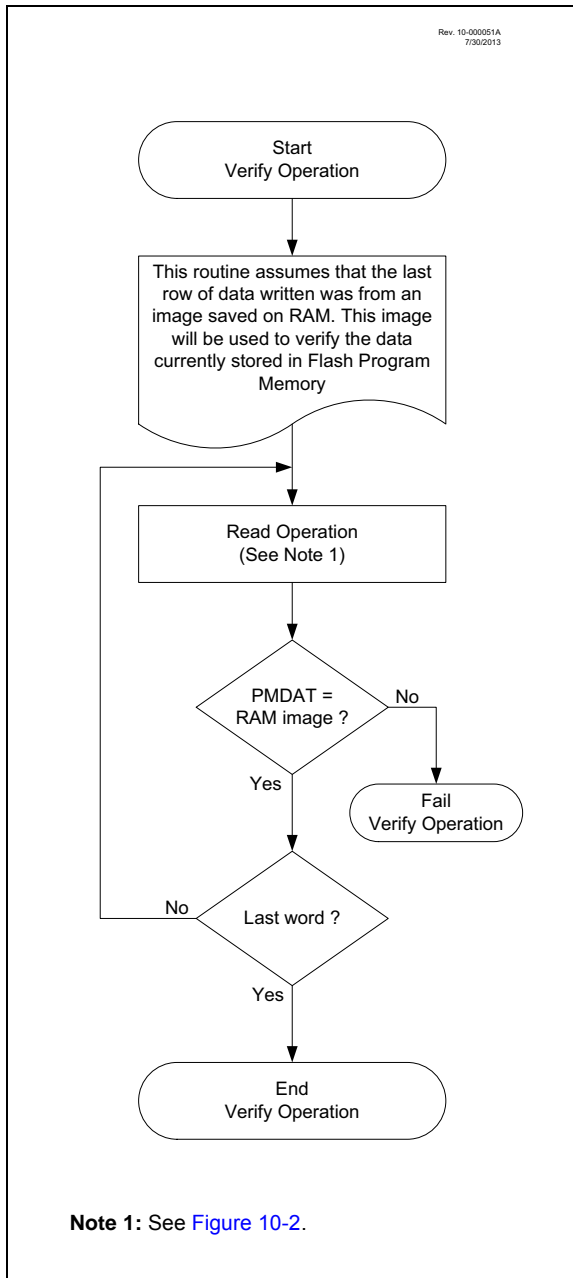 Rev. 10-000051A
7/30/2013
Start
Verify Operation
This routine assumes that the last
row of data written was from an
image saved on RAM. This image
will be used to verify the data
currently stored in Flash Program
Memory
Read Operation
(See Note 1)
PMDAT =
RAM image ?
No
Yes
Fail
Verify Operation
Last word ?
No
Yes
End
Verify Operation
Note 1: See Figure 10-2.